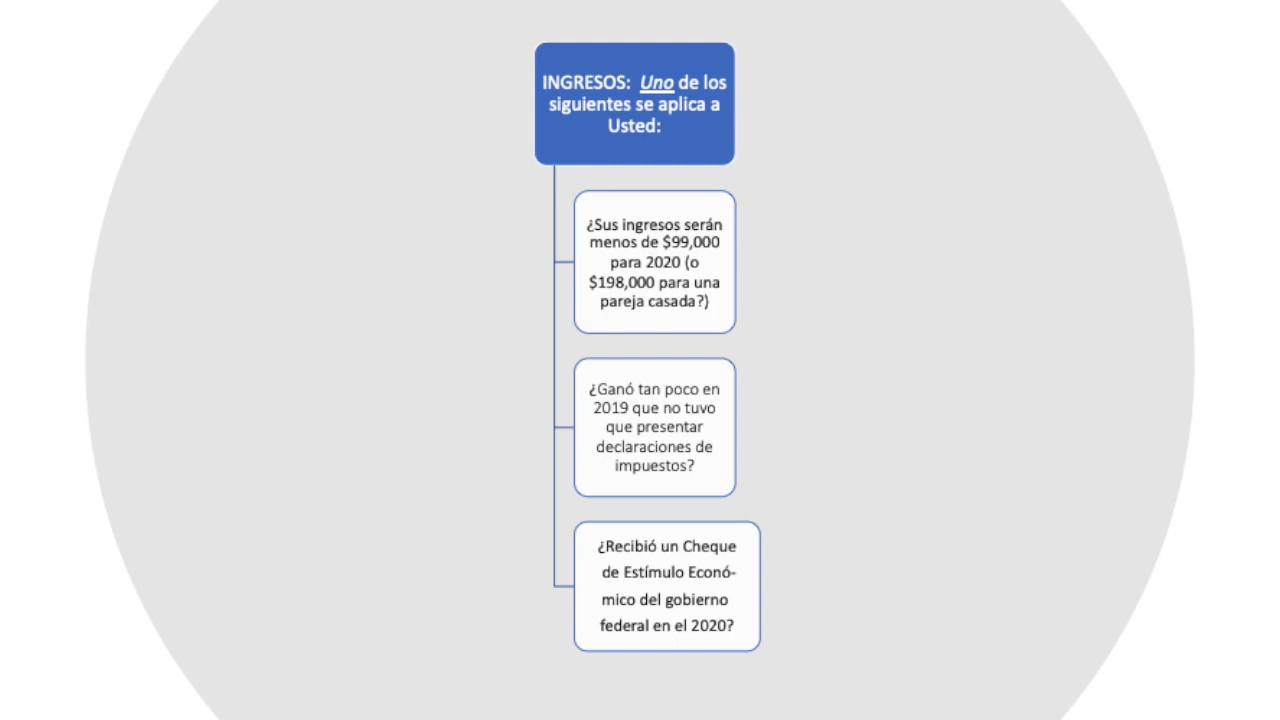 INGRESOS: Uno de los
siguientes se aplica a
Usted:
¿Sus ingresos serán
menos de $99,000
para 2020 (o
$198,000 para una
pareja casada?)
¿Ganó tan poco en
2019 que no tuvo
que presentar
declaraciones de
impuestos?
¿Recibió un Cheque
de Estímulo Econó-
mico del gobierno
federal en el 2020?